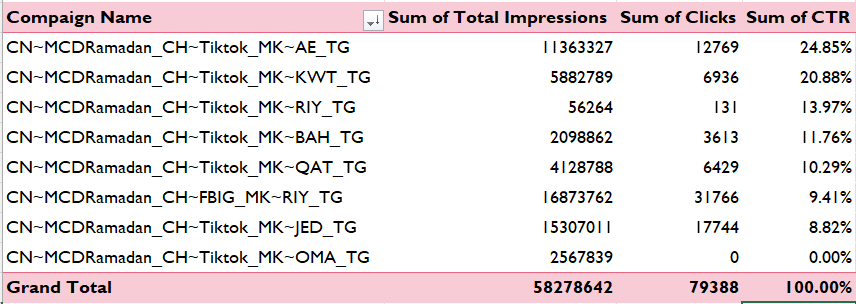 Compaign Name Sum of Total Impressions Sum of Clicks Sum of CTR
CN~MCDRamadan_CH~Tiktok_MK~AE_TG 11363327 12769 24.85%
CN~MCDRamadan_CH~Tiktok_MK~KWT_TG 5882789 6936 20.88%
CN~MCDRamadan_CH~Tiktok_MK~RIY_TG 56264 131 13.97%
CN~MCDRamadan_CH~Tiktok_MK~BAH_TG 2098862 3613 11.76%
CN~MCDRamadan_CH~Tiktok_MK~QAT_TG 4128788 6429 10.29%
CN~MCDRamadan_CH~FBIG_MK~RIY_TG 16873762 31766 9.41%
CN~MCDRamadan_CH~Tiktok_MK~JED_TG 15307011 17744 8.82%
CN~MCDRamadan_CH~Tiktok_MK~OMA_TG 2567839 0 0.00%
Grand Total 58278642 79388 100.00%